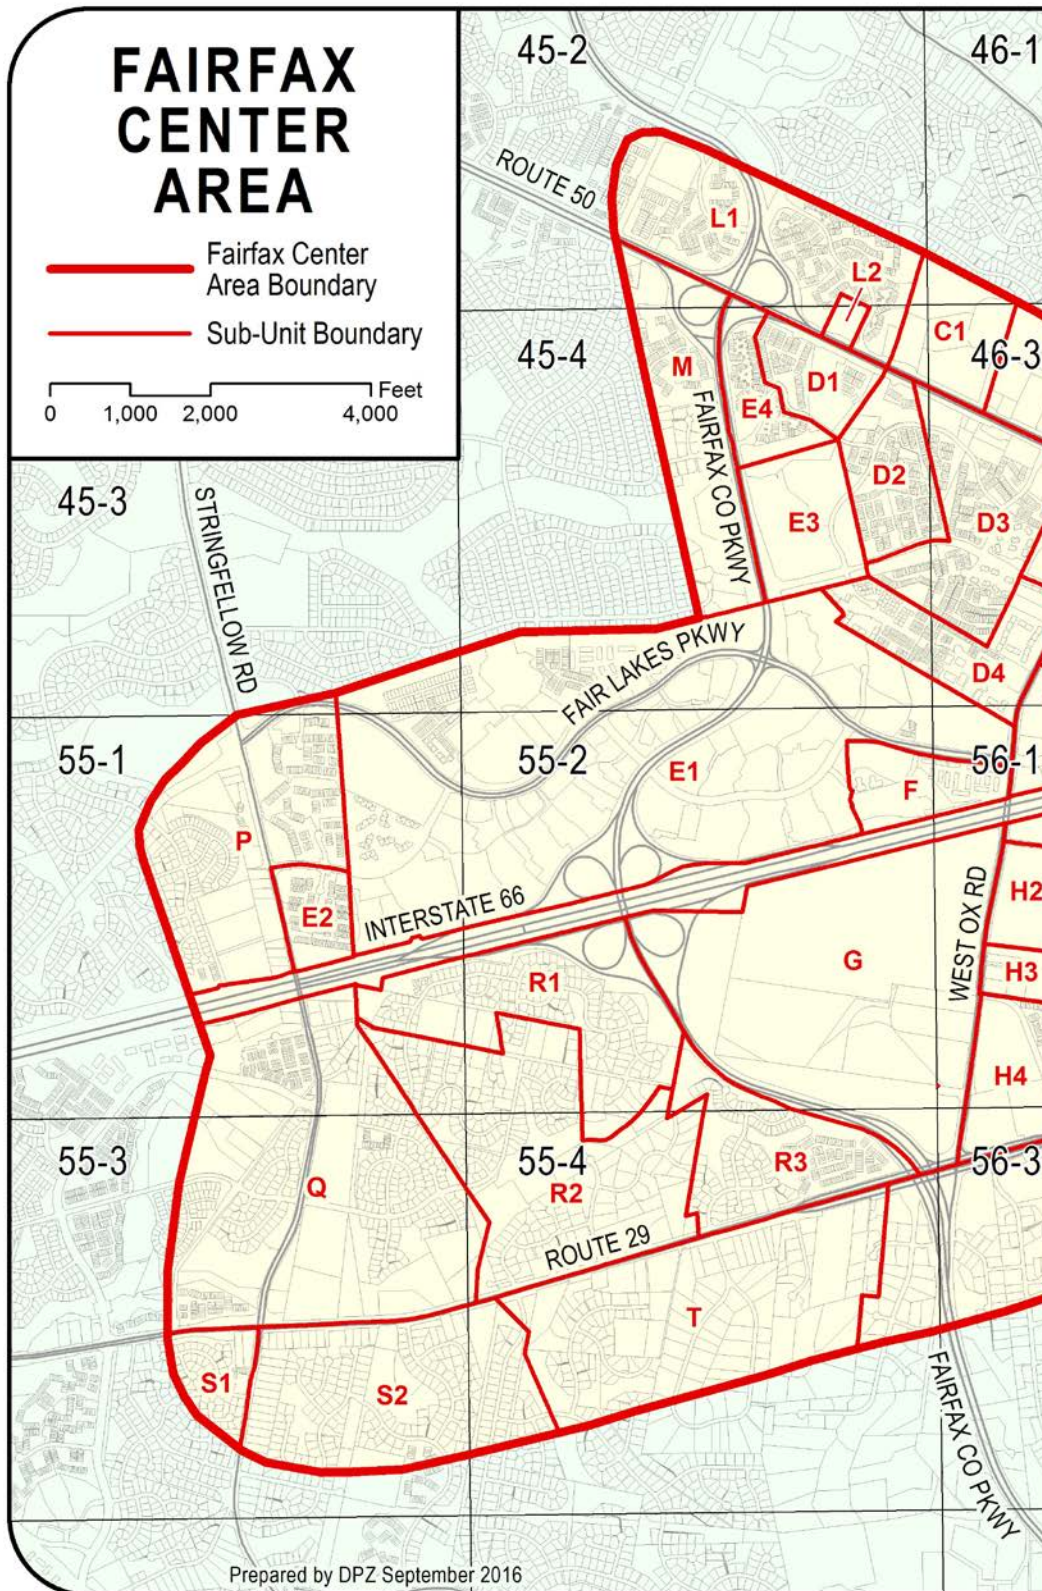 FAIRFAX
CENTER
AREA
Fairfax Center
Area Boundary
Sub-Unit Boundary
Feet
0 1,000 2,000 4,000
45-2
46-1
ROUTE 50
L1
L2
C1
45-4
46-3
M
D1
E4
FAIRFAX CO PKWY
D2
45-3
STRINGFELLOW RD
E3
D3
FAIR LAKES PKWY
D4
55-1
55-2
E1
56-1
F
P
INTERSTATE 66
E2
WEST OX RD
H2
R1
G
H3
H4
55-3
55-4
R3
56-3
Q
R2
ROUTE 29
T
S1
S2
FAIRFAX CO PKWY
Prepared by DPZ September 2016